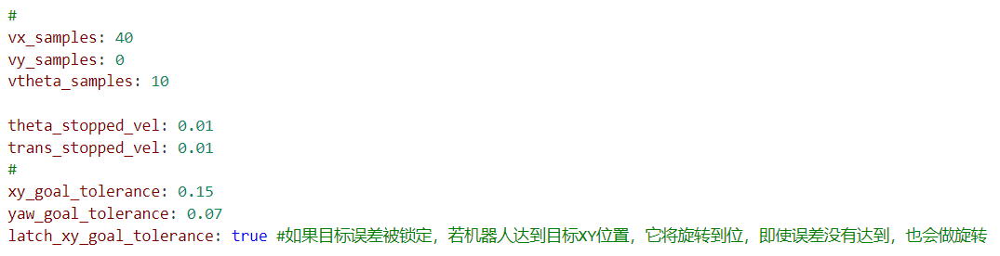 #
vx_samples: 40
vy_samples: 0
vtheta_samples: 10
theta_stopped_vel: 0.01
trans_stopped_vel: 0.01
#
xy_goal_tolerance: 0.15
yaw_goal_tolerance: 0.07
latch_xy_goal_tolerance: true #如果目标误差被锁定，若机器人达到目标XY位置，它将旋转到位，即使误差没有达到，也会做旋转